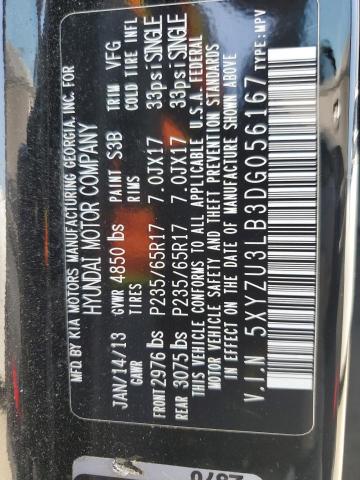 MFD BY KIA MOTORS MANUFACTURING GEORGIA, INC. FOR
HYUNDAI MOTOR COMPANY
JAN/14/13 GVWR 4850 lbs PAINT S3B TRIM VFG
GAWR TIRES RIMS COLD TIRE INFL
FRONT 2976 lbs P235/65R17 7.0JX17 33psi SINGLE
REAR 3075 lbs P235/65R17 7.0JX17 33psi SINGLE
THIS VEHICLE CONFORMS TO ALL APPLICABLE U.S.A. FEDERAL
MOTOR VEHICLE SAFETY AND THEFT PREVENTION STANDARDS
IN EFFECT ON THE DATE OF MANUFACTURE SHOWN ABOVE.
V.I.N 5XYZU3LB3DG056167 TYPE:MPV